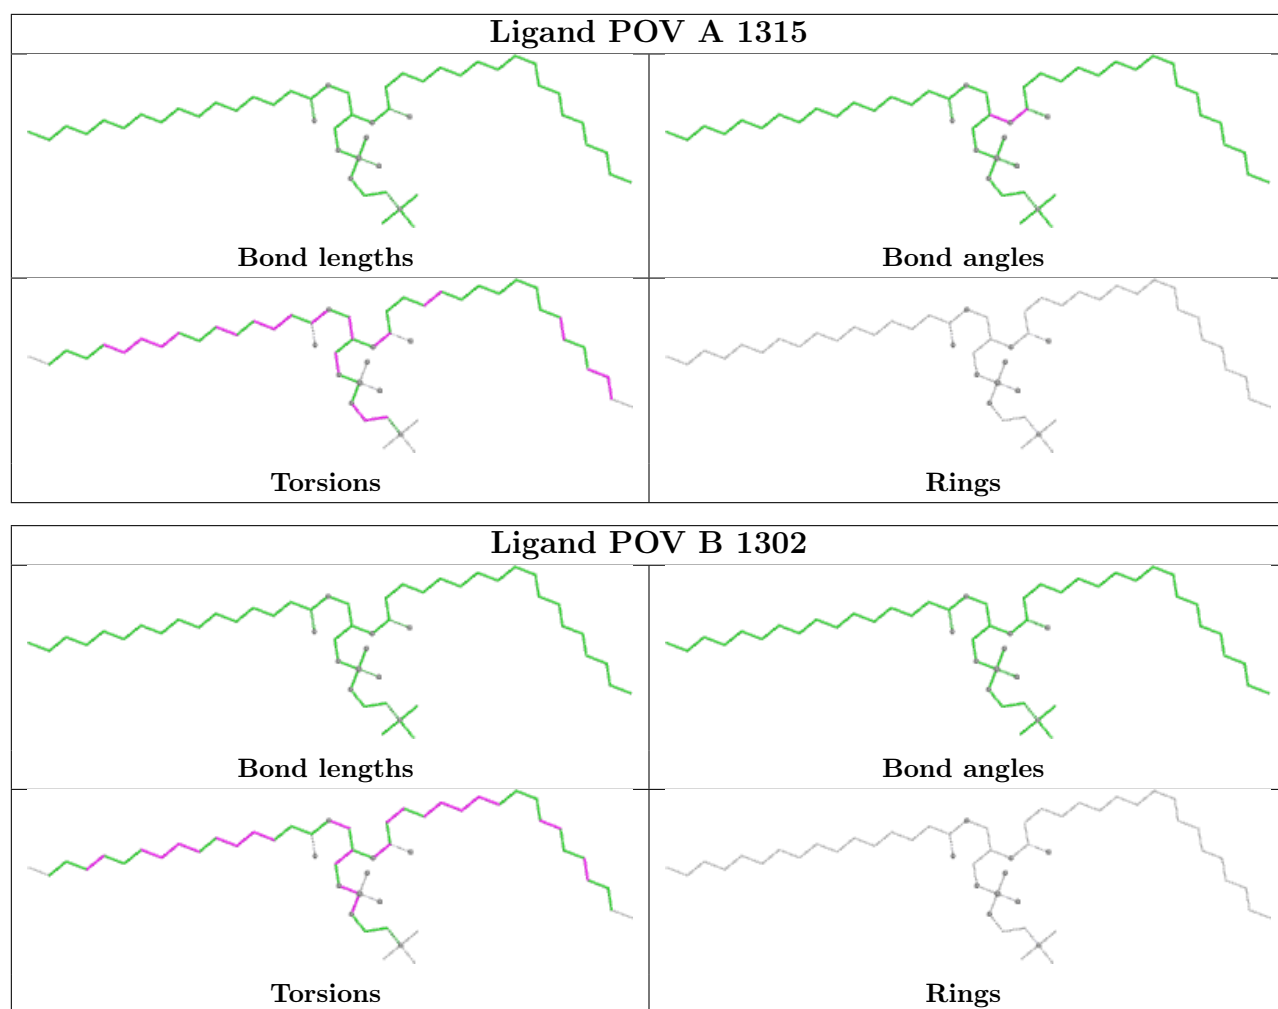 Ligand POV A 1315
Bond lengths
Bond angles
Torsions
Rings
Ligand POV B 1302
Bond lengths
Bond angles
Torsions
Rings